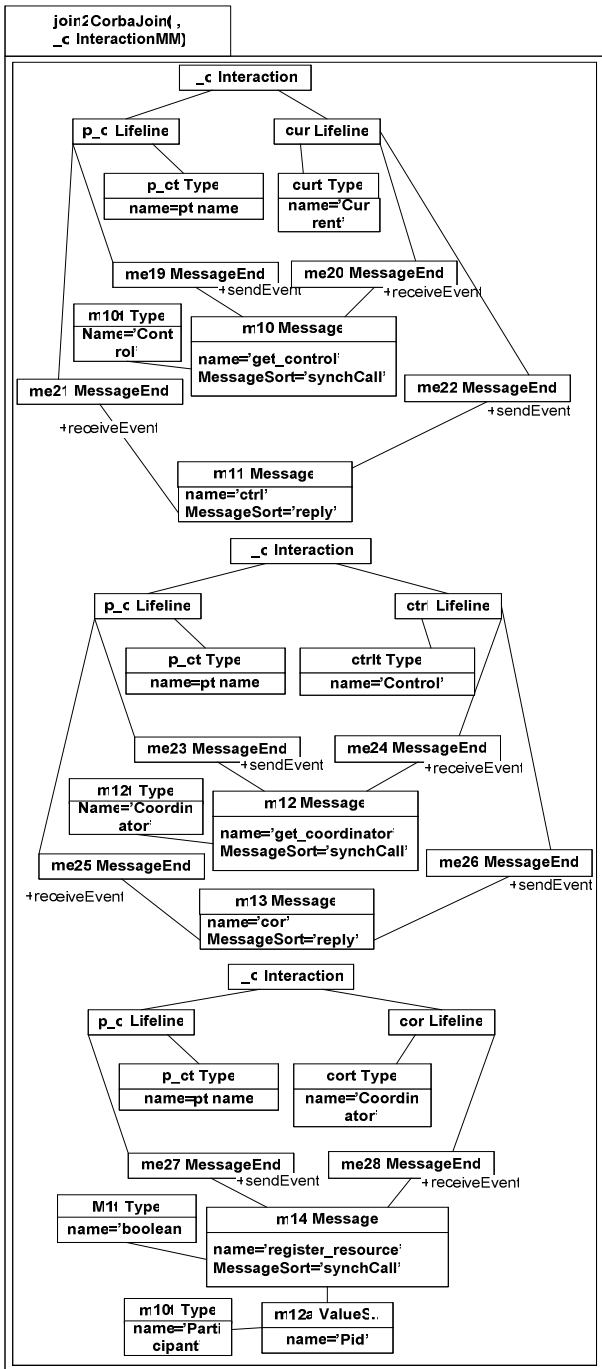 join2CorbaJoin( ,
_c InteractionMM)
_c Interaction
p_c Lifeline
cur Lifeline
p_ct Type
name=pt name
curt Type
name='Cur
rent'
me19 MessageEnd
+sendEvent
me20 MessageEnd
+receiveEvent
m10t Type
Name='Cont
rol'
m10 Message
name='get_control'
MessageSort='synchCall'
me21 MessageEnd
+receiveEvent
me22 MessageEnd
+sendEvent
m11 Message
name='ctrl'
MessageSort='reply'
_c Interaction
p_c Lifeline
ctrl Lifeline
p_ct Type
name=pt name
ctrlt Type
name='Control'
me23 MessageEnd
+sendEvent
me24 MessageEnd
+receiveEvent
m12t Type
Name='Coordin
ator'
m12 Message
name='get_coordinator'
MessageSort='synchCall'
me25 MessageEnd
+receiveEvent
me26 MessageEnd
+sendEvent
m13 Message
name='cor'
MessageSort='reply'
_c Interaction
p_c Lifeline
cor Lifeline
p_ct Type
name=pt name
cort Type
name='Coordin
ator'
me27 MessageEnd
+sendEvent
me28 MessageEnd
+receiveEvent
M1t Type
name='boolean
m14 Message
name='register_resource'
MessageSort='synchCall'
m10t Type
name='Parti
cipant'
m12a ValueS..
name='Pid'